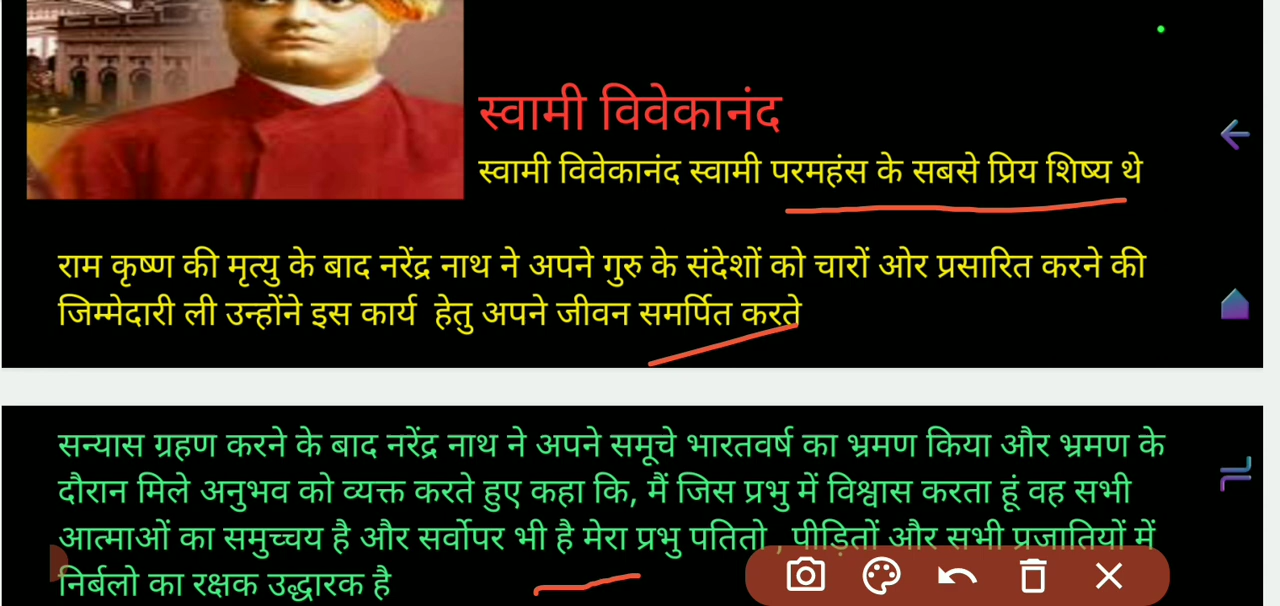 स्वामी विवेकानंद
स्वामी विवेकानंद स्वामी परमहंस के सबसे प्रिय शिष्य थे
राम कृष्ण की मृत्यु के बाद नरेंद्र नाथ ने अपने गुरु के संदेशों को चारों ओर प्रसारित करने की
जिम्मेदारी ली उन्होंने इस कार्य हेतु अपने जीवन समर्पित करते
सन्यास ग्रहण करने के बाद नरेंद्र नाथ ने अपने समूचे भारतवर्ष का भ्रमण किया और भ्रमण के
दौरान मिले अनुभव को व्यक्त करते हुए कहा कि, मैं जिस प्रभु में विश्वास करता हूं वह सभी
आत्माओं का समुच्चय है और सर्वोपर भी है मेरा प्रभु पतितो , पीड़ितों और सभी प्रजातियों में
निर्बलो का रक्षक उद्धारक है